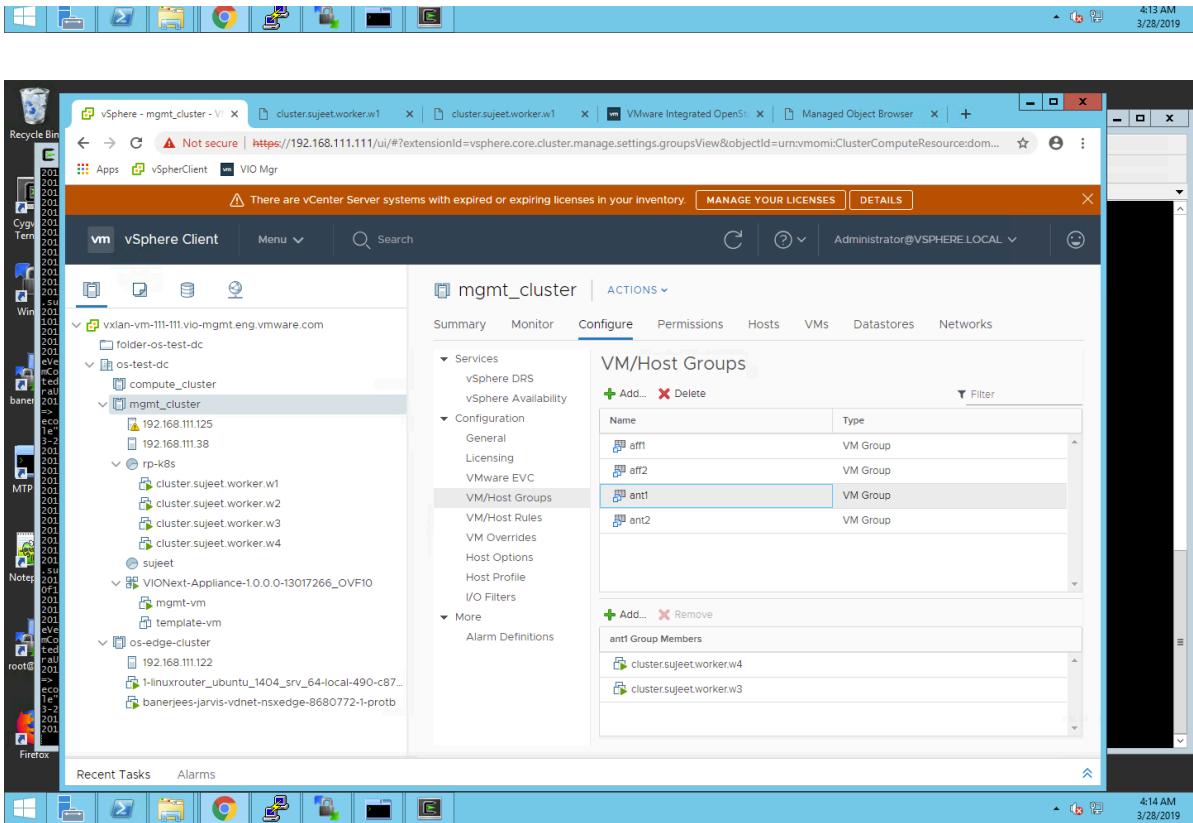 4:13 AM
3/28/2019
Recycle Bin
vSphere - mgmt_cluster - V
cluster.sujeet.worker.w1
cluster.sujeet.worker.w1
VMware Integrated OpenSt
Managed Object Browser
Not secure | https://192.168.111.111/ui/#?extensionId=vsphere.core.cluster.manage.settings.groupsView&objectId=urn:vmomi:ClusterComputeResource:dom...
Apps vSpherClient VIO Mgr
There are vCenter Server systems with expired or expiring licenses in your inventory. MANAGE YOUR LICENSES DETAILS
vm vSphere Client Menu Search Administrator@VSPHERE.LOCAL
mgmt_cluster ACTIONS
Summary Monitor Configure Permissions Hosts VMs Datastores Networks
vxlan-vm-111-111.vio-mgmt.eng.vmware.com
folder-os-test-dc
os-test-dc
compute_cluster
mgmt_cluster
192.168.111.125
192.168.111.38
rp-k8s
cluster.sujeet.worker.w1
cluster.sujeet.worker.w2
cluster.sujeet.worker.w3
cluster.sujeet.worker.w4
sujeet
VIONext-Appliance-1.0.0.0-13017266_OVF10
mgmt-vm
template-vm
os-edge-cluster
192.168.111.122
1-linuxrouter_ubuntu_1404_srv_64-local-490-c87...
banerjees-jarvis-vdnet-nsxedge-8680772-1-protb
Services
vSphere DRS
vSphere Availability
Configuration
General
Licensing
VMware EVC
VM/Host Groups
VM/Host Rules
VM Overrides
Host Options
Host Profile
I/O Filters
More
Alarm Definitions
VM/Host Groups
Add... Delete Filter
Name Type
aff1 VM Group
aff2 VM Group
ant1 VM Group
ant2 VM Group
Add... Remove
ant1 Group Members
cluster.sujeet.worker.w4
cluster.sujeet.worker.w3
Recent Tasks Alarms
Cygw
Term
Win
baner
MTP
Notep
root@
Firefox
4:14 AM
3/28/2019